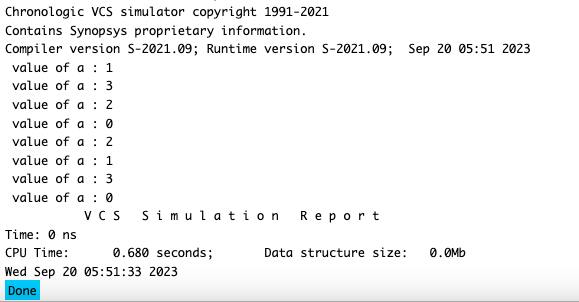 Chronologic VCS simulator copyright 1991-2021
Contains Synopsys proprietary information.
Compiler version S-2021.09; Runtime version S-2021.09;  Sep 20 05:51 2023
 value of a : 1
 value of a : 3
 value of a : 2
 value of a : 0
 value of a : 2
 value of a : 1
 value of a : 3
 value of a : 0
           V C S   S i m u l a t i o n   R e p o r t
Time: 0 ns
CPU Time:      0.680 seconds;       Data structure size:   0.0Mb
Wed Sep 20 05:51:33 2023
Done